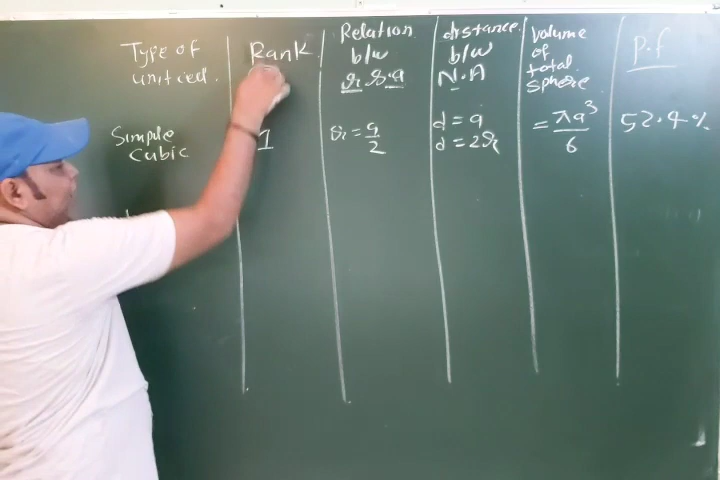 Type of
unit cell.
Rank
Relation
b/w
r & a
distance
b/w
N.A
Volume
of
total
sphere
P.f
Simple
Cubic
1
r = a/2
d = a
d = 2r
= πa³/6
52.4%